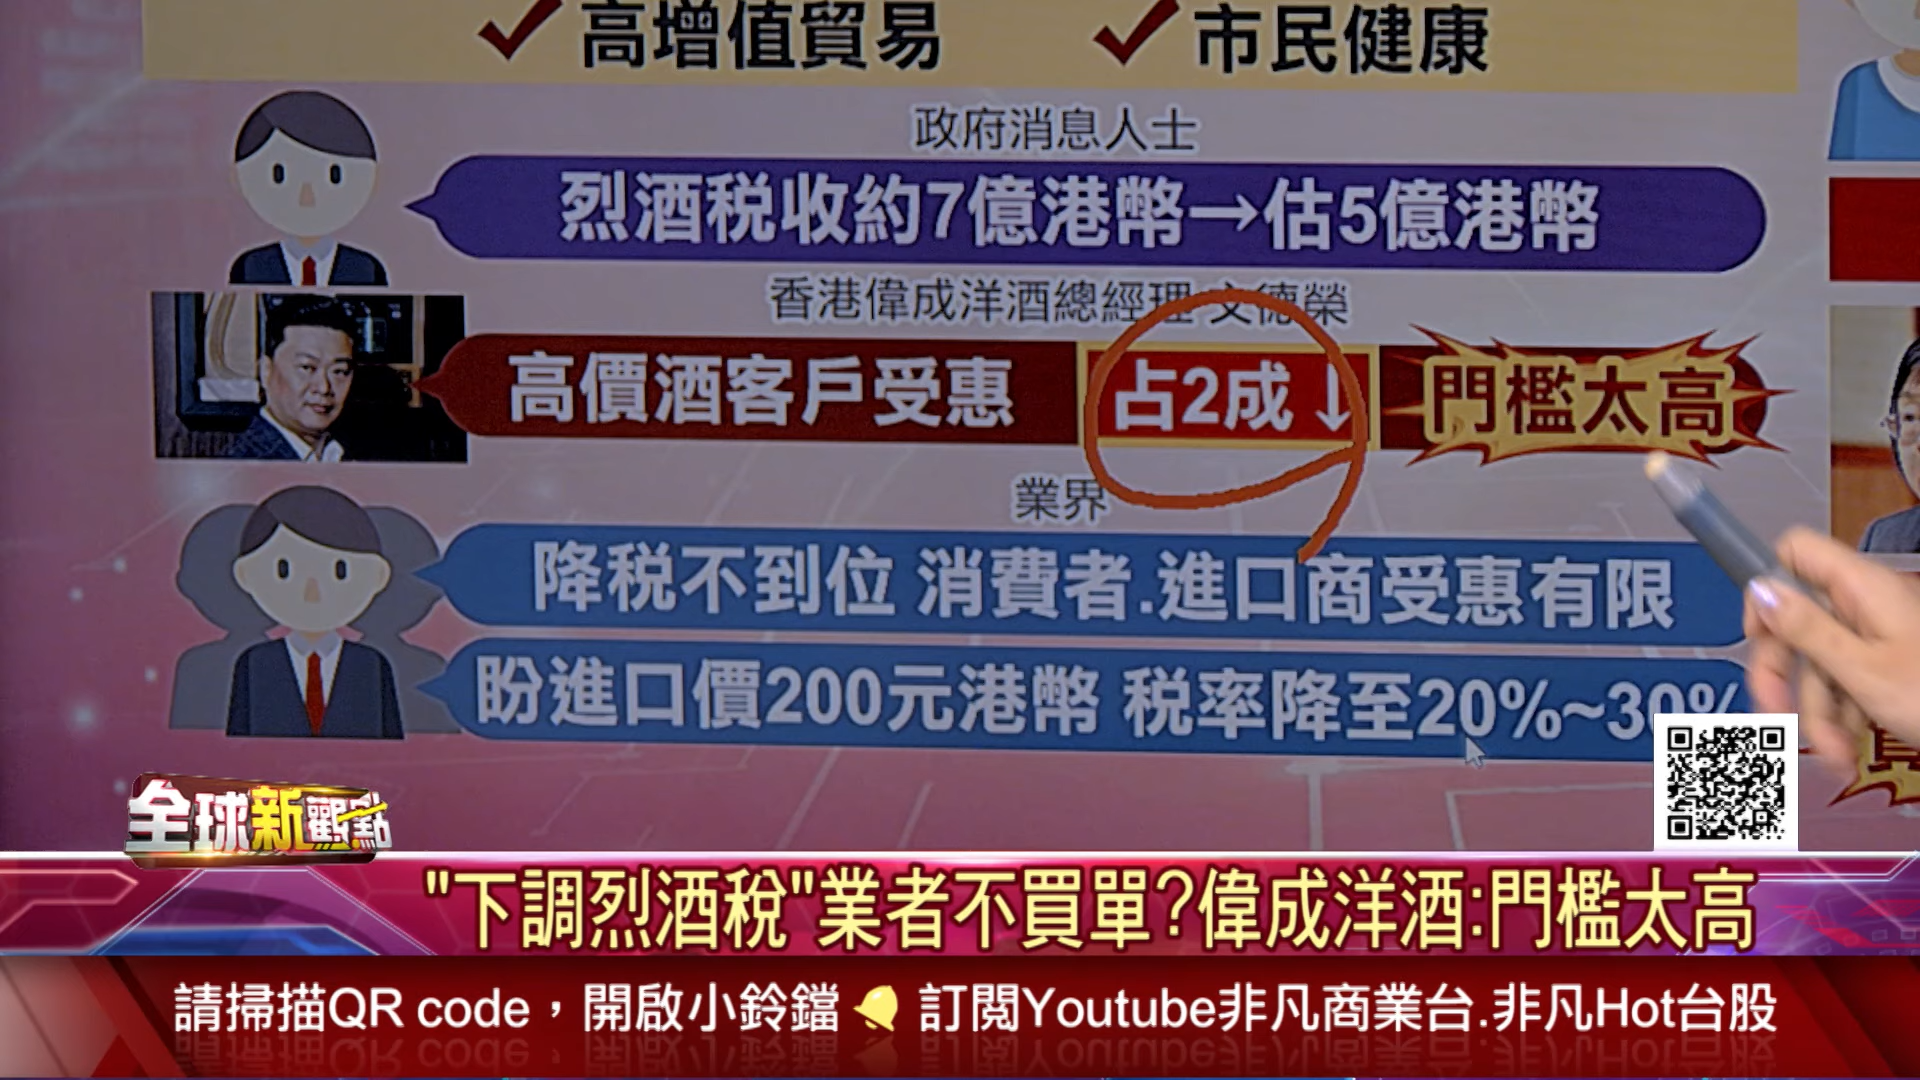 高增值貿易 市民健康
政府消息人士
烈酒税收約7億港幣→估5億港幣
香港偉成洋酒總經理 文德榮
高價酒客戶受惠 占2成↓ 門檻太高
業界
降税不到位 消費者.進口商受惠有限
盼進口價200元港幣 税率降至20%~30%
全球新觀點
"下調烈酒稅"業者不買單?偉成洋酒:門檻太高
請掃描QR code，開啟小鈴鐺 訂閱Youtube非凡商業台.非凡Hot台股